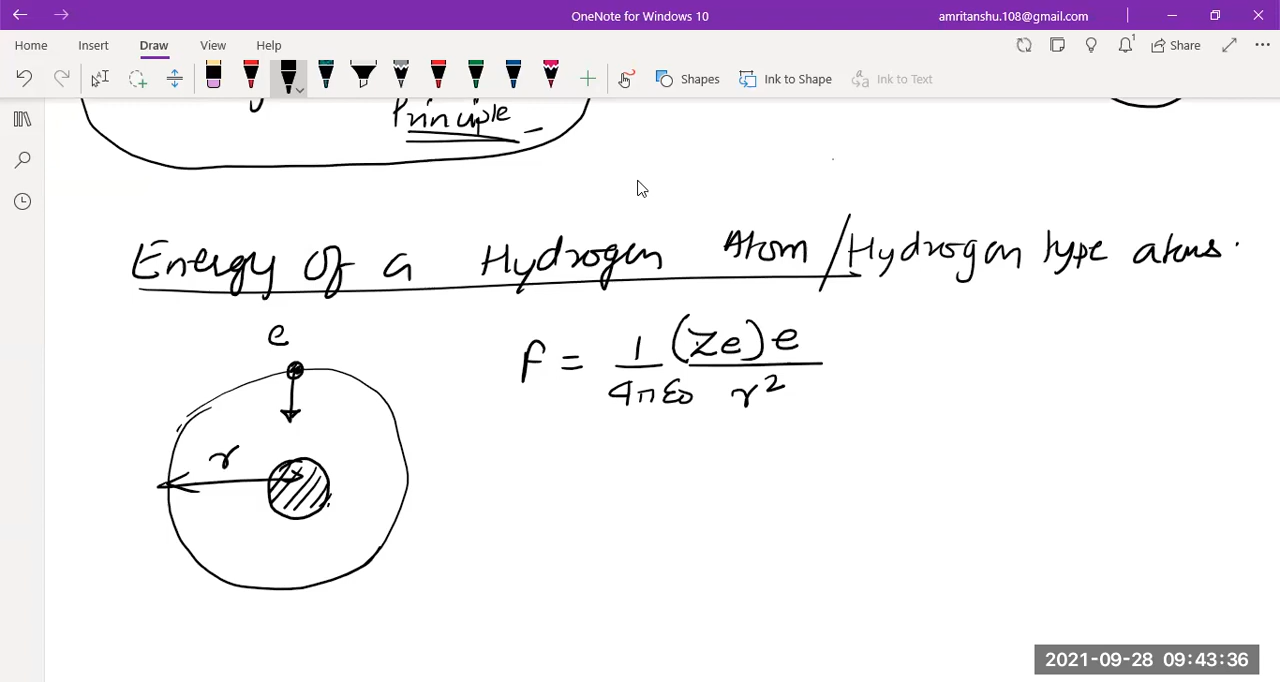 OneNote for Windows 10
amritanshu.108@gmail.com
Home Insert Draw View Help
Share
Shapes
Ink to Shape
Ink to Text
Principle
Energy Of a Hydrogen Atom/Hydrogen type atoms.
e
F = 1/4πε0 (Ze)e/r²
r
2021-09-28 09:43:36